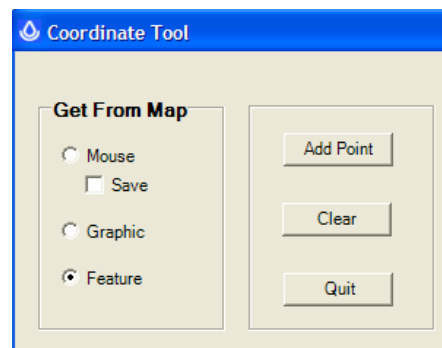 Coordinate Tool
Get From Map
Mouse
Save
Graphic
Feature
Add Point
Clear
Quit